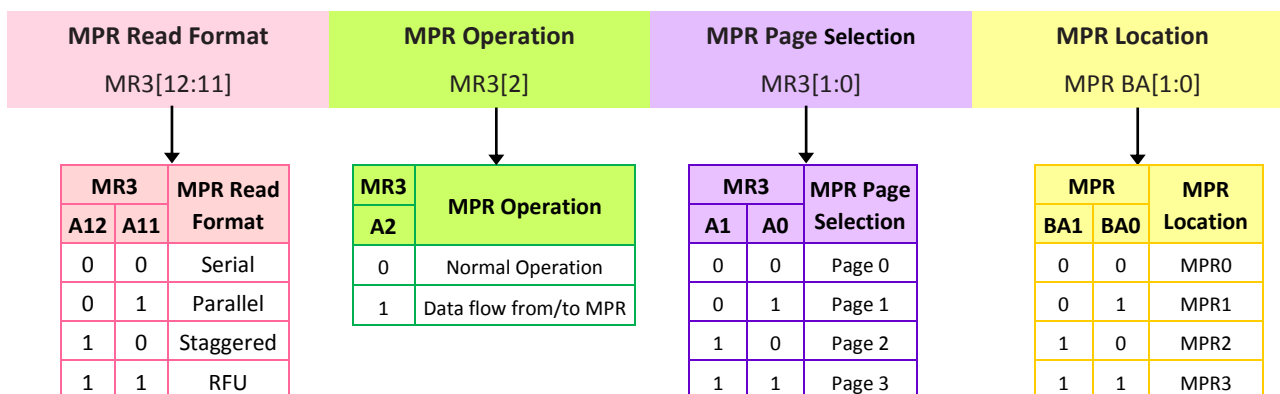 MPR Read Format MPR Operation MPR Page Selection MPR Location
MR3[12:11] MR3[2] MR3[1:0] MPR BA[1:0]
MR3 MPR Read Format
A12 A11
0 0 Serial
0 1 Parallel
1 0 Staggered
1 1 RFU
MR3 MPR Operation
A2
0 Normal Operation
1 Data flow from/to MPR
MR3 MPR Page Selection
A1 A0
0 0 Page 0
0 1 Page 1
1 0 Page 2
1 1 Page 3
MPR MPR Location
BA1 BA0
0 0 MPR0
0 1 MPR1
1 0 MPR2
1 1 MPR3